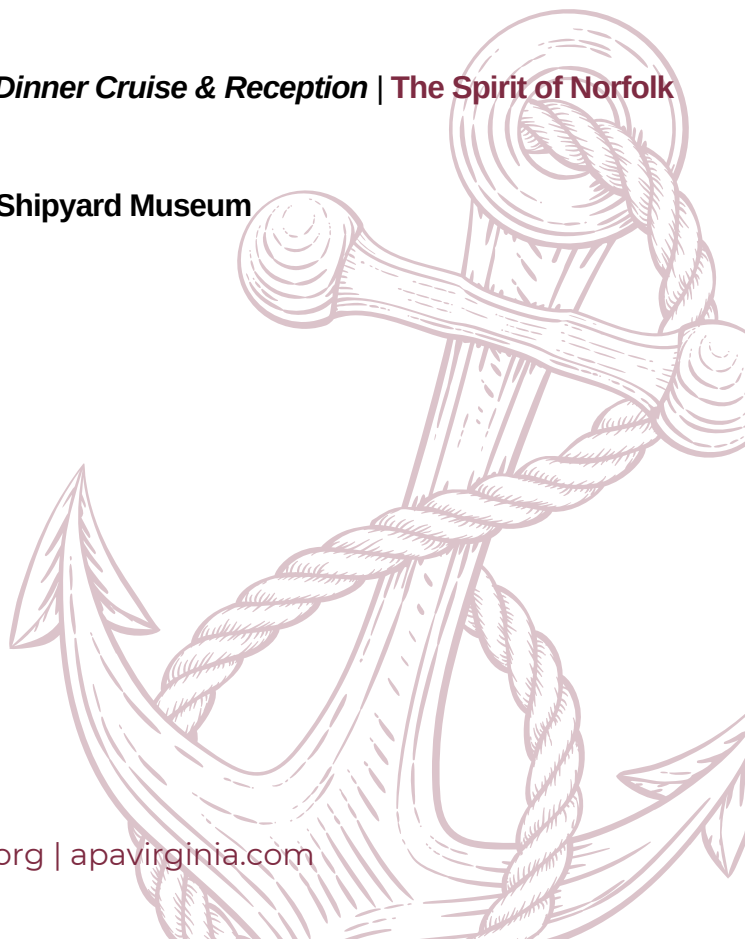 Dinner Cruise & Reception | The Spirit of Norfolk
Shipyard Museum
org | apavirginia.com